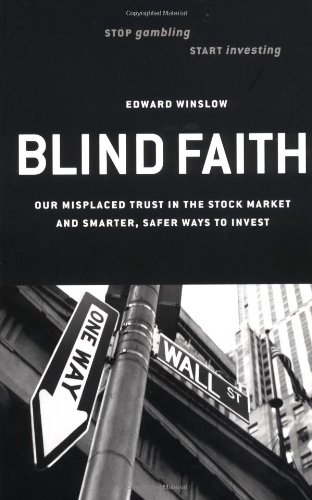 STOP gambling
START investing
EDWARD WINSLOW
BLIND FAITH
OUR MISPLACED TRUST IN THE STOCK MARKET
AND SMARTER, SAFER WAYS TO INVEST
ONE WAY
WALL ST